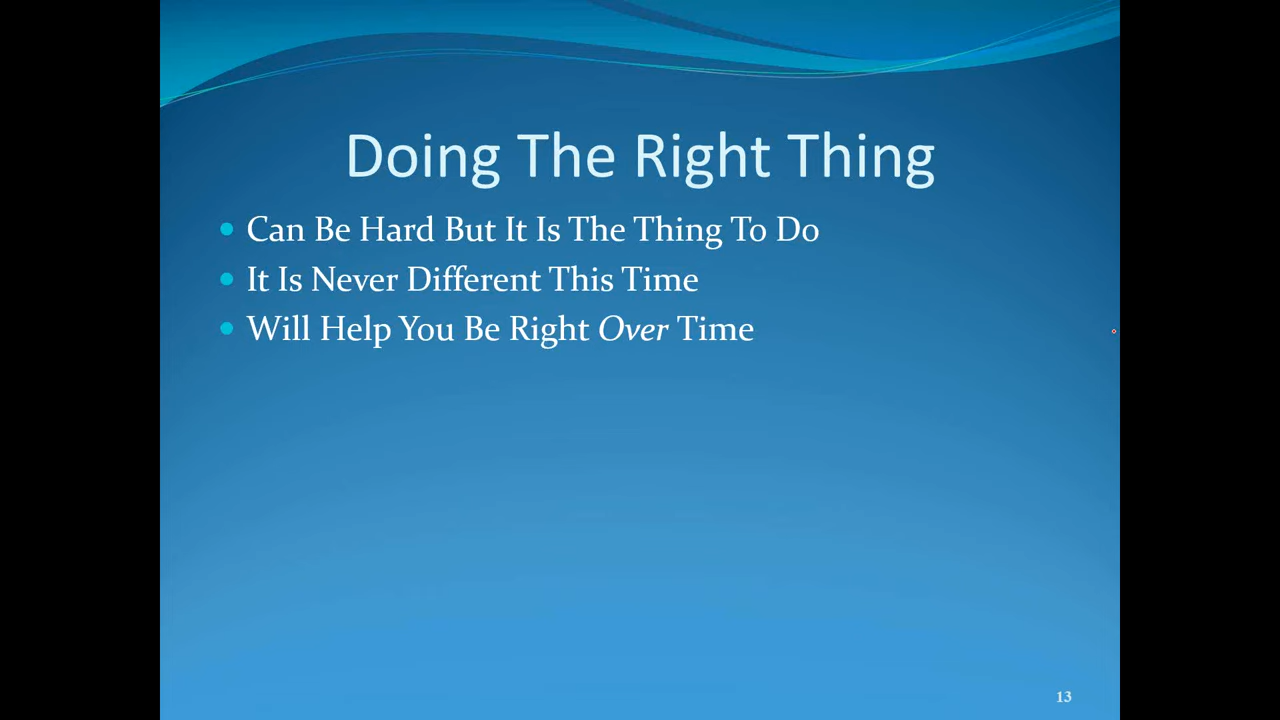 Doing The Right Thing
Can Be Hard But It Is The Thing To Do
It Is Never Different This Time
Will Help You Be Right Over Time
13